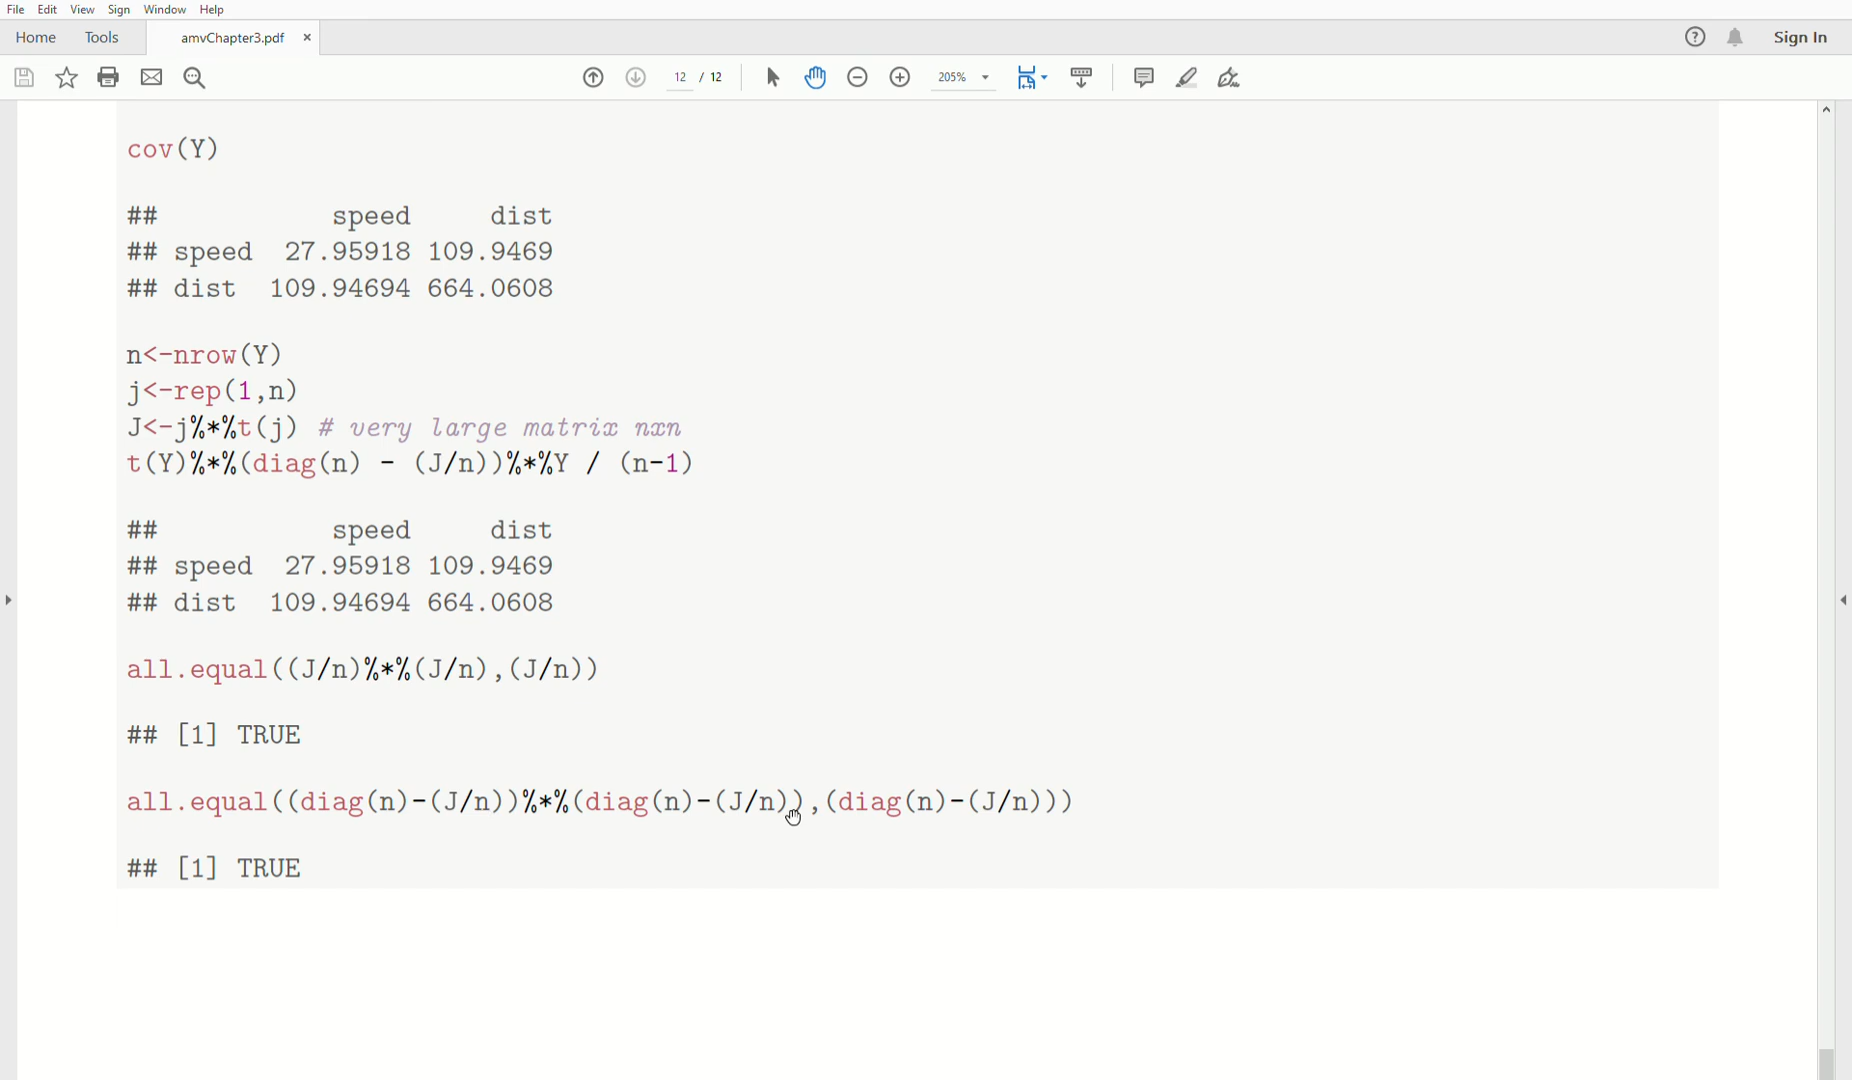 File Edit View Sign Window Help
Home Tools amvChapter3.pdf × ? Sign In
12 / 12 205%
cov(Y)
## speed dist
## speed 27.95918 109.9469
## dist 109.94694 664.0608
n<-nrow(Y)
j<-rep(1,n)
J<-j%*%t(j) # very large matrix nxn
t(Y)%*%(diag(n) - (J/n))%*%Y / (n-1)
## speed dist
## speed 27.95918 109.9469
## dist 109.94694 664.0608
all.equal((J/n)%*%(J/n),(J/n))
## [1] TRUE
all.equal((diag(n)-(J/n))%*%(diag(n)-(J/n)),(diag(n)-(J/n)))
## [1] TRUE